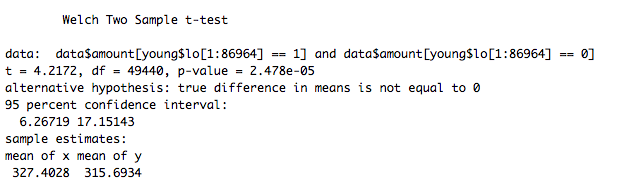 Welch Two Sample t-test
data:  data$amount[young$lo[1:86964] == 1] and data$amount[young$lo[1:86964] == 0]
t = 4.2172, df = 49440, p-value = 2.478e-05
alternative hypothesis: true difference in means is not equal to 0
95 percent confidence interval:
6.26719 17.15143
sample estimates:
mean of x mean of y
327.4028  315.6934